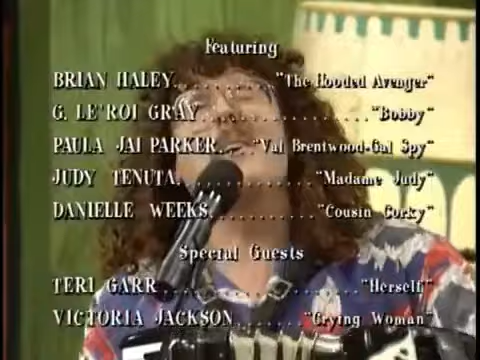 Featuring
BRIAN HALEY............"The Hooded Avenger"
G. LE'ROI GRAY....................."Bobby"
PAULA JAI PARKER....."Val Brentwood-Gal Spy"
JUDY TENUTA................."Madame Judy"
DANIELLE WEEKS............"Cousin Corky"
Special Guests
TERI GARR........................"Herself"
VICTORIA JACKSON........"Crying Woman"